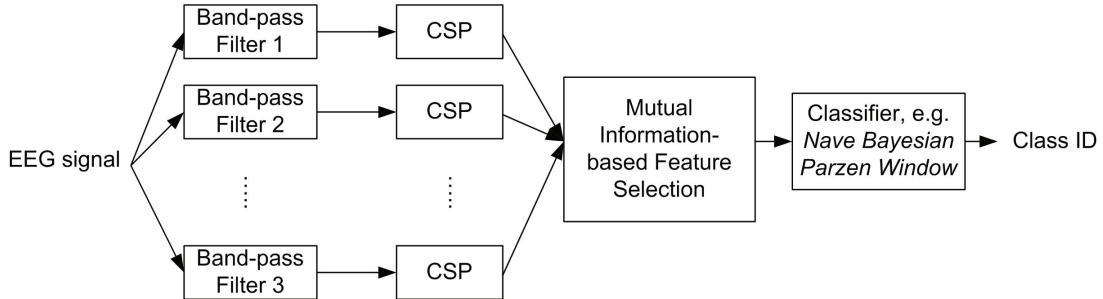 Band-pass
Filter 1
CSP
Band-pass
Filter 2
CSP
EEG signal
Mutual
Information-
based Feature
Selection
Classifier, e.g.
Nave Bayesian
Parzen Window
Class ID
Band-pass
Filter 3
CSP